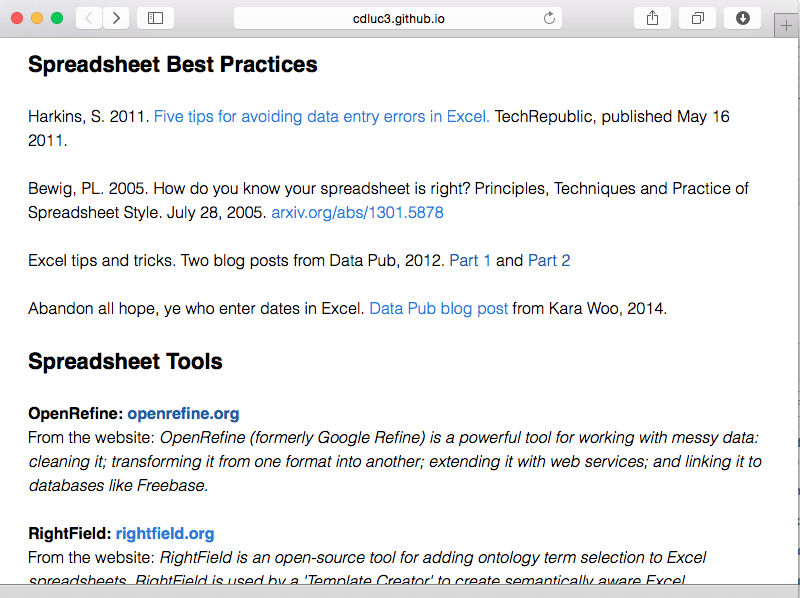 cdluc3.github.io
Spreadsheet Best Practices
Harkins, S. 2011. Five tips for avoiding data entry errors in Excel. TechRepublic, published May 16
2011.
Bewig, PL. 2005. How do you know your spreadsheet is right? Principles, Techniques and Practice of
Spreadsheet Style. July 28, 2005. arxiv.org/abs/1301.5878
Excel tips and tricks. Two blog posts from Data Pub, 2012. Part 1 and Part 2
Abandon all hope, ye who enter dates in Excel. Data Pub blog post from Kara Woo, 2014.
Spreadsheet Tools
OpenRefine: openrefine.org
From the website: OpenRefine (formerly Google Refine) is a powerful tool for working with messy data:
cleaning it; transforming it from one format into another; extending it with web services; and linking it to
databases like Freebase.
RightField: rightfield.org
From the website: RightField is an open-source tool for adding ontology term selection to Excel
spreadsheets. RightField is used by a 'Template Creator' to create semantically aware Excel